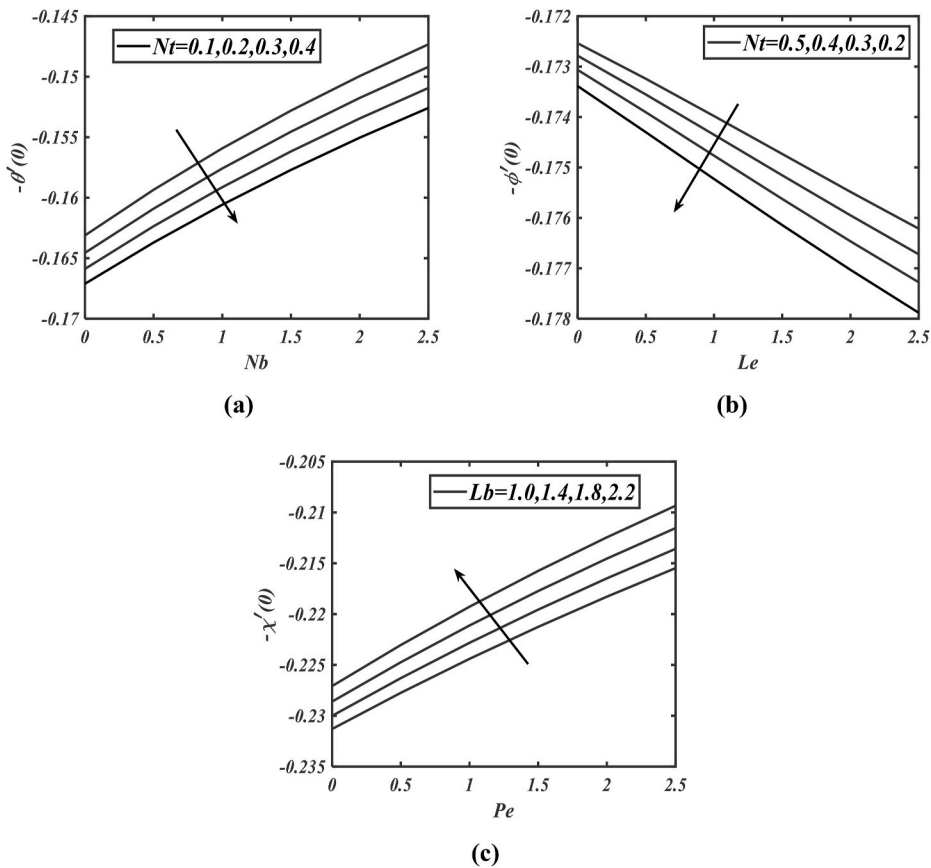 -0.145
-0.15
-0.155
-0.16
-0.165
-0.17
-θ′(0)
Nt=0.1,0.2,0.3,0.4
0 0.5 1 1.5 2 2.5
Nb
(a)
-0.172
-0.173
-0.174
-0.175
-0.176
-0.177
-0.178
-ϕ′(0)
Nt=0.5,0.4,0.3,0.2
0 0.5 1 1.5 2 2.5
Le
(b)
-0.205
-0.21
-0.215
-0.22
-0.225
-0.23
-0.235
-χ′(0)
Lb=1.0,1.4,1.8,2.2
0 0.5 1 1.5 2 2.5
Pe
(c)